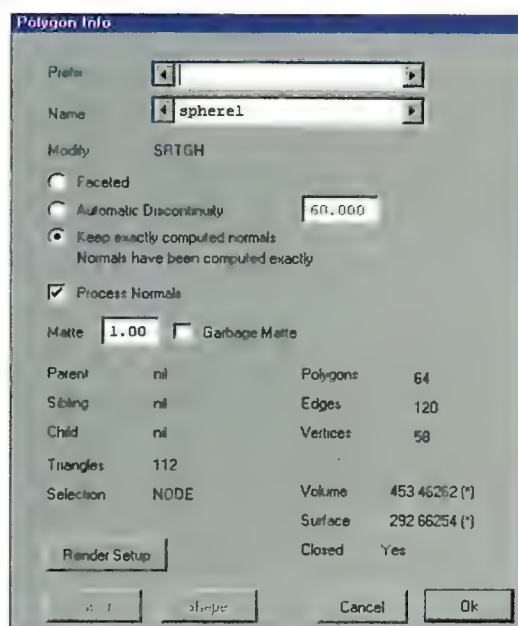 Polygon Info
Prefix
Name spherel
Modify SRTGH
Faceted
Automatic Discontinuity 60.000
Keep exactly computed normals
Normals have been computed exactly
Process Normals
Matte 1.00 Garbage Matte
Parent nil Polygons 64
Sibling nil Edges 120
Child nil Vertices 58
Triangles 112
Selection NODE Volume 453 46262 (*)
Surface 292 66254 (*)
Closed Yes
Render Setup
Shape Cancel Ok